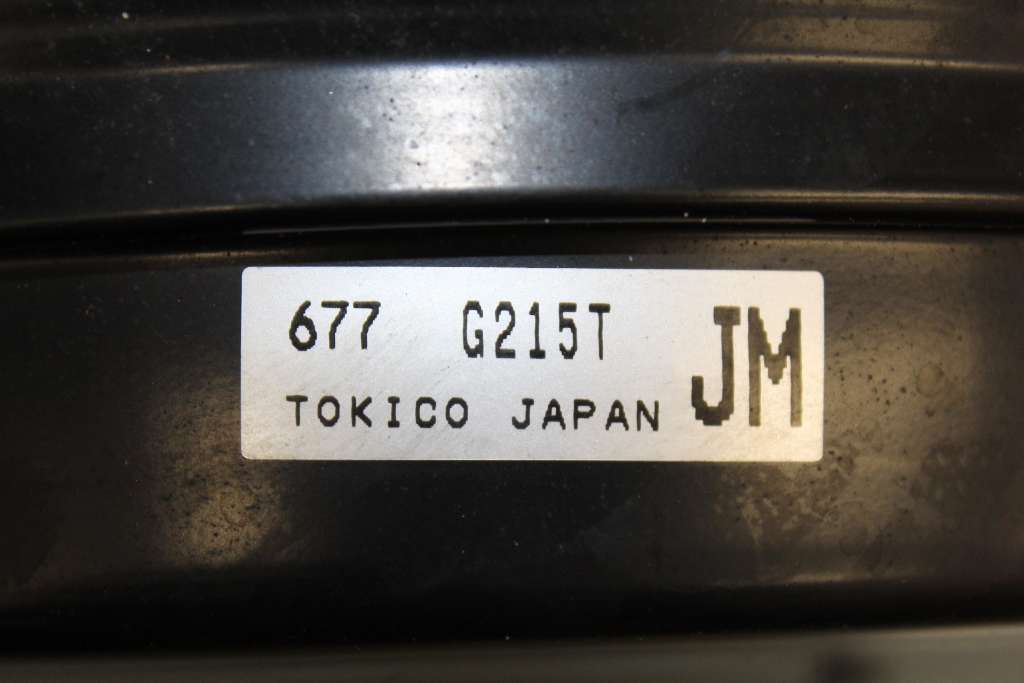 677 G215T JM
TOKICO JAPAN